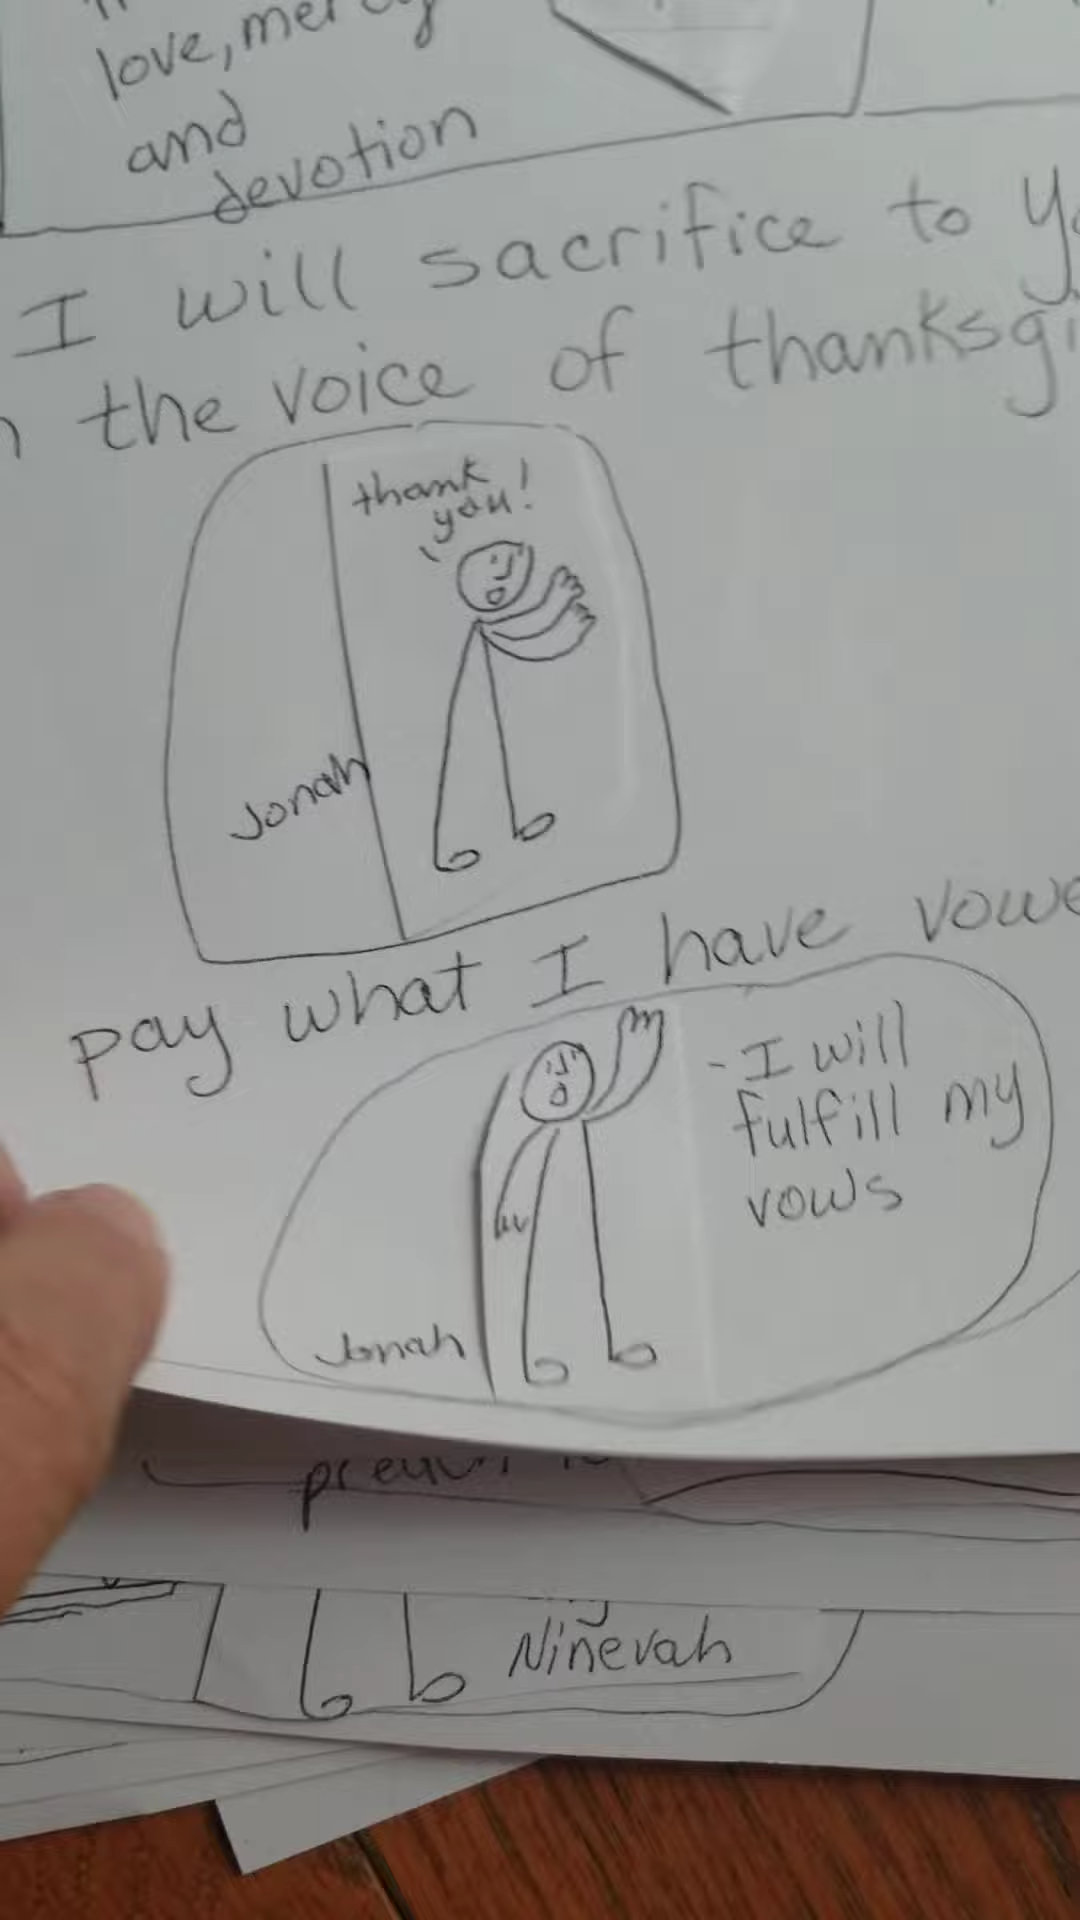 love, mercy
and
devotion
I will sacrifice to
the voice of
thank
you!
Jonah
pay what I have
- I will
fulfill my
vows
Jonah
Ninevah